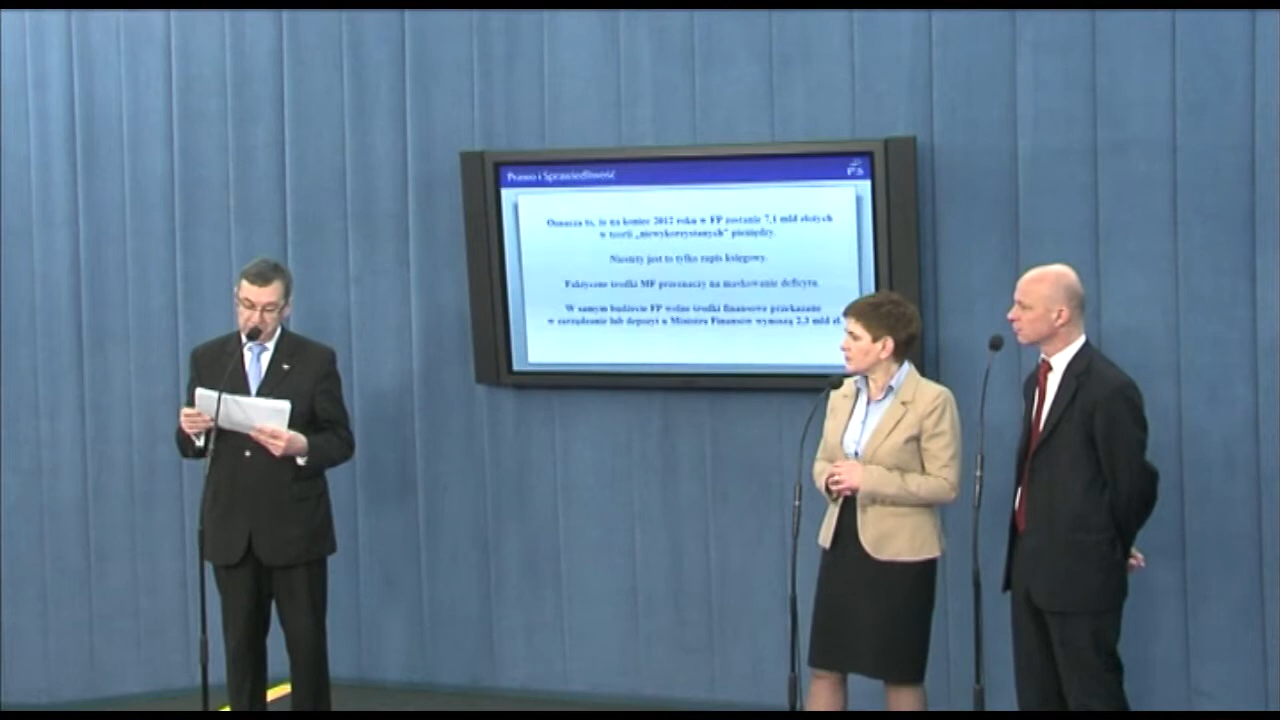 Prawo i Sprawiedliwość
PiS
Oznacza to, że na koniec 2012 roku w FP zostanie 7,1 mld złotych
w teorii „niewykorzystanych” pieniędzy.
Niestety jest to tylko zapis księgowy.
Faktyczne środki MF przeznaczy na maskowanie deficytu.
W samym budżecie FP wolne środki finansowe przekazane
w zarządzanie lub depozyt u Ministra Finansów wynoszą 2,3 mld zł.